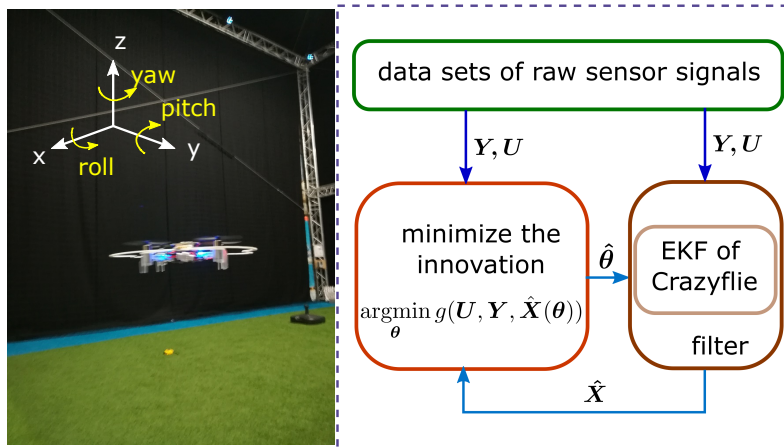 z
yaw
pitch
x
y
roll
data sets of raw sensor signals
Y, U
Y, U
minimize the
innovation
argmin g(U, Y, X̂(θ))
θ
θ̂
EKF of
Crazyflie
filter
X̂